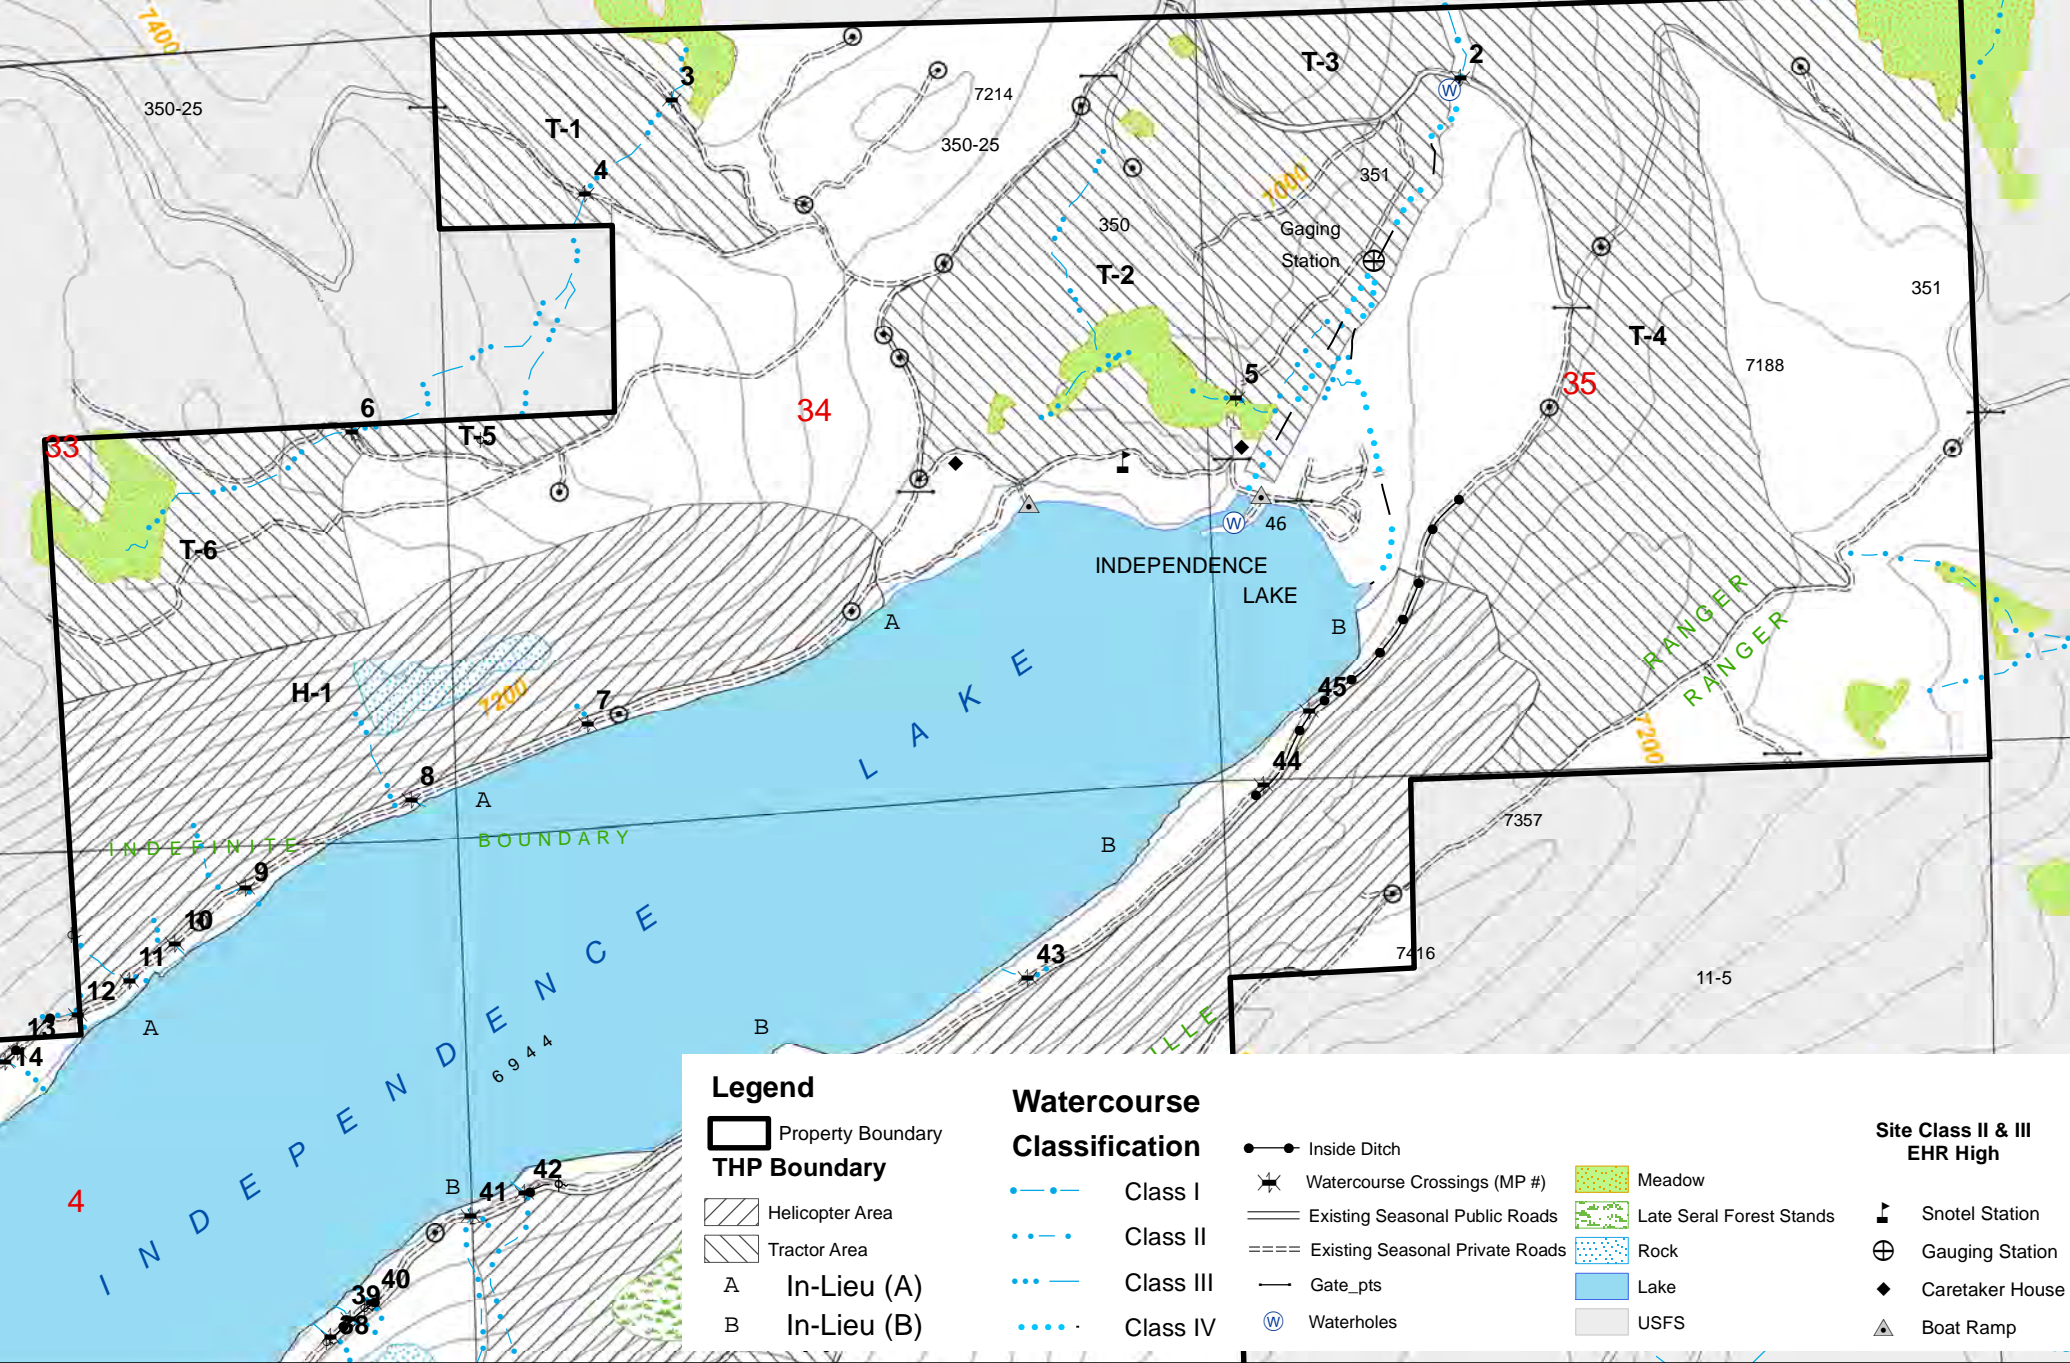 7400
350-25
3
T-1
4
7214
350-25
T-3
2
7000
351
350
T-2
Gaging
Station
351
T-4
7188
35
34
5
6
33
T-5
T-6
46
INDEPENDENCE
LAKE
A
B
RANGER
RANGER
H-1
7200
7
45
7200
44
8
A
7357
INDEFINITE BOUNDARY
B
9
10
11
12
13
14
A
43
7416
11-5
B
ILLE
INDEPENDENCE LAKE
6944
4
B
41
42
40
39
38
Legend
Property Boundary
THP Boundary
Helicopter Area
Tractor Area
A In-Lieu (A)
B In-Lieu (B)
Watercourse
Classification
Class I
Class II
Class III
Class IV
Inside Ditch
Watercourse Crossings (MP #)
Existing Seasonal Public Roads
Existing Seasonal Private Roads
Gate_pts
W Waterholes
Meadow
Late Seral Forest Stands
Rock
Lake
USFS
Site Class II & III
EHR High
Snotel Station
Gauging Station
Caretaker House
Boat Ramp